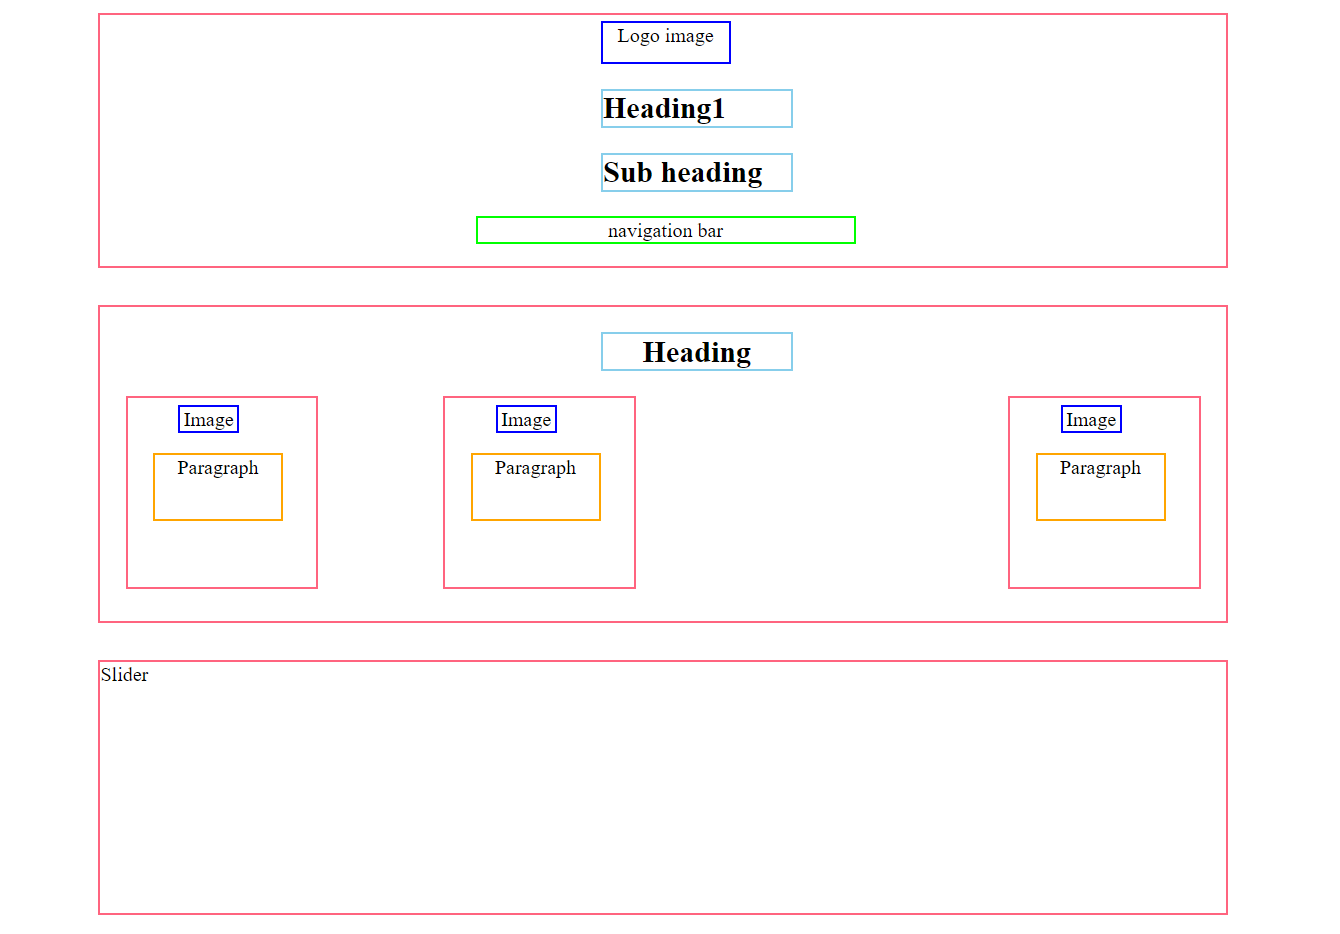 Logo image
Heading1
Sub heading
navigation bar
Heading
Image
Paragraph
Image
Paragraph
Image
Paragraph
Slider